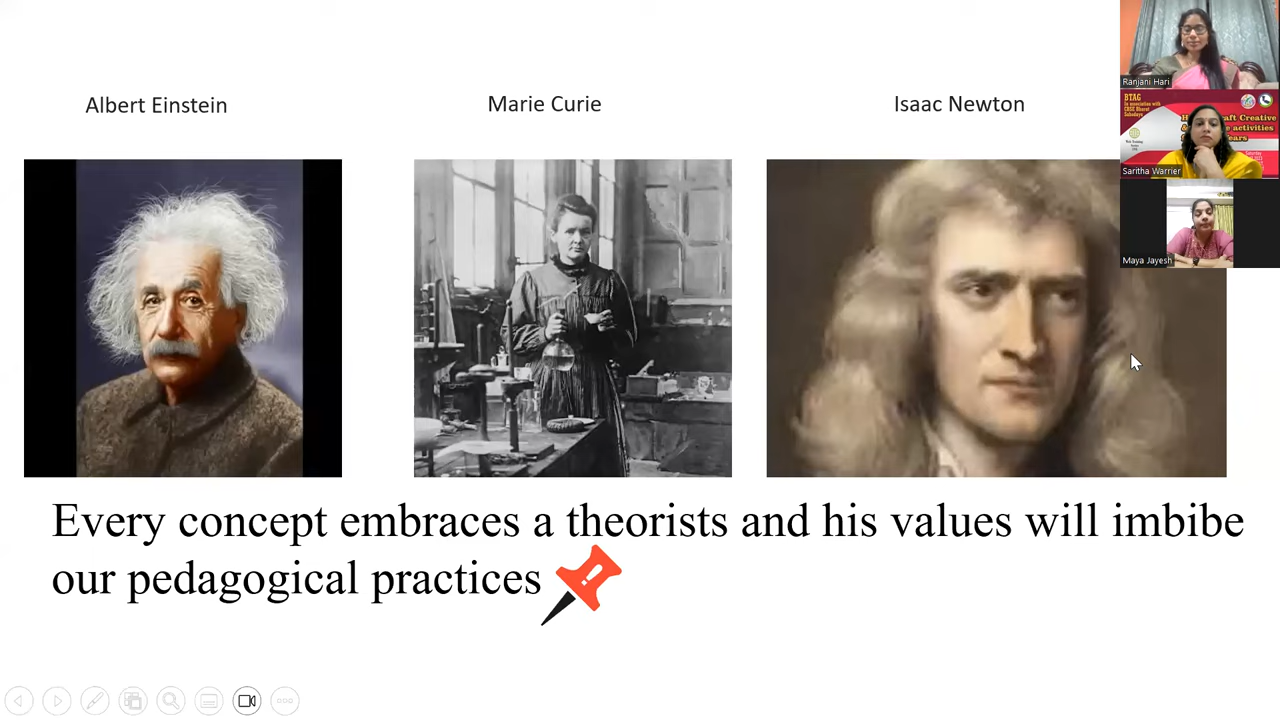 Albert Einstein
Marie Curie
Isaac Newton
Every concept embraces a theorists and his values will imbibe
our pedagogical practices
Ranjani Hari
BTAG
Saritha Warrier
Maya Jayesh